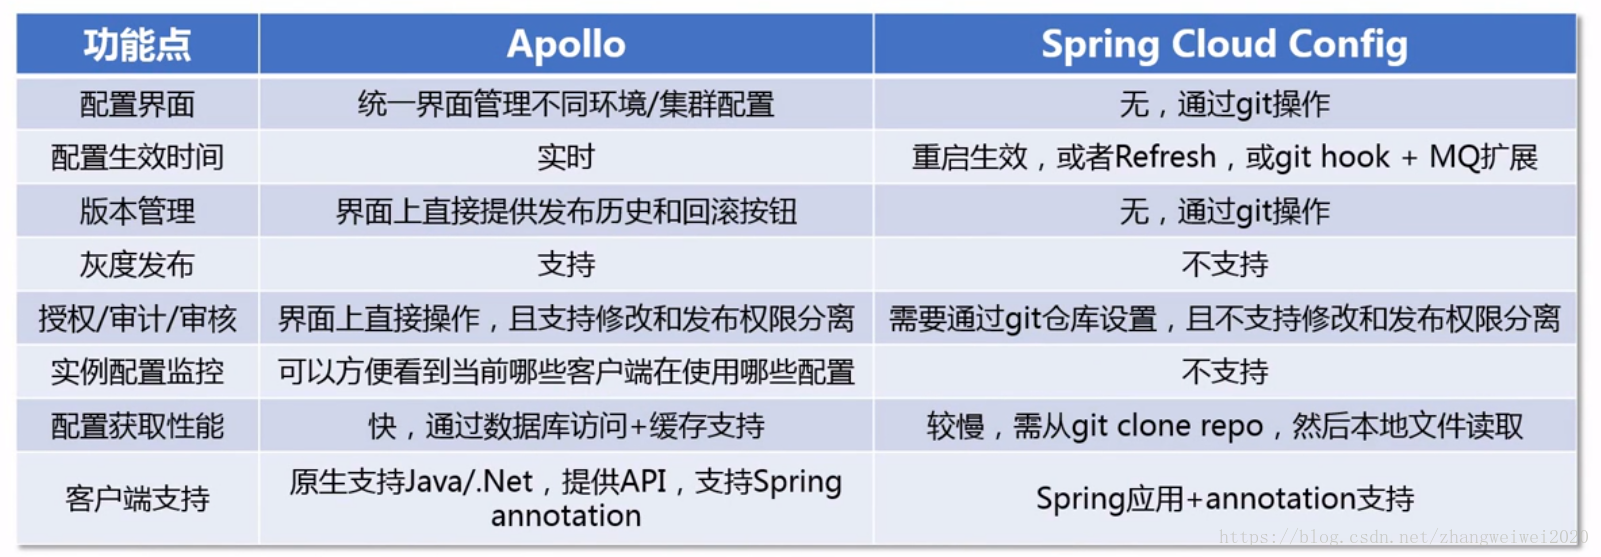 功能点 Apollo Spring Cloud Config
配置界面 统一界面管理不同环境/集群配置 无，通过git操作
配置生效时间 实时 重启生效，或者Refresh，或git hook + MQ扩展
版本管理 界面上直接提供发布历史和回滚按钮 无，通过git操作
灰度发布 支持 不支持
授权/审计/审核 界面上直接操作，且支持修改和发布权限分离 需要通过git仓库设置，且不支持修改和发布权限分离
实例配置监控 可以方便看到当前哪些客户端在使用哪些配置 不支持
配置获取性能 快，通过数据库访问+缓存支持 较慢，需从git clone repo，然后本地文件读取
客户端支持 原生支持Java/.Net，提供API，支持Spring
annotation Spring应用+annotation支持
https://blog.csdn.net/zhangweiwei2020